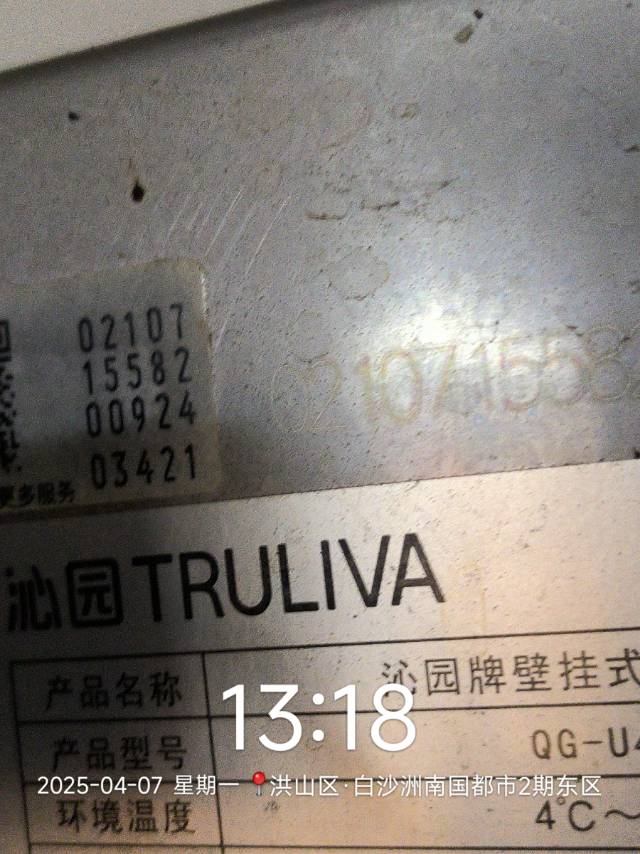 02107
15582
00924
03421
更多服务
0210715582
沁园TRULIVA
产品名称 沁园牌壁挂式
产品型号 QG-U4
13:18
2025-04-07 星期一 📍洪山区·白沙洲南国都市2期东区
环境温度 4℃~